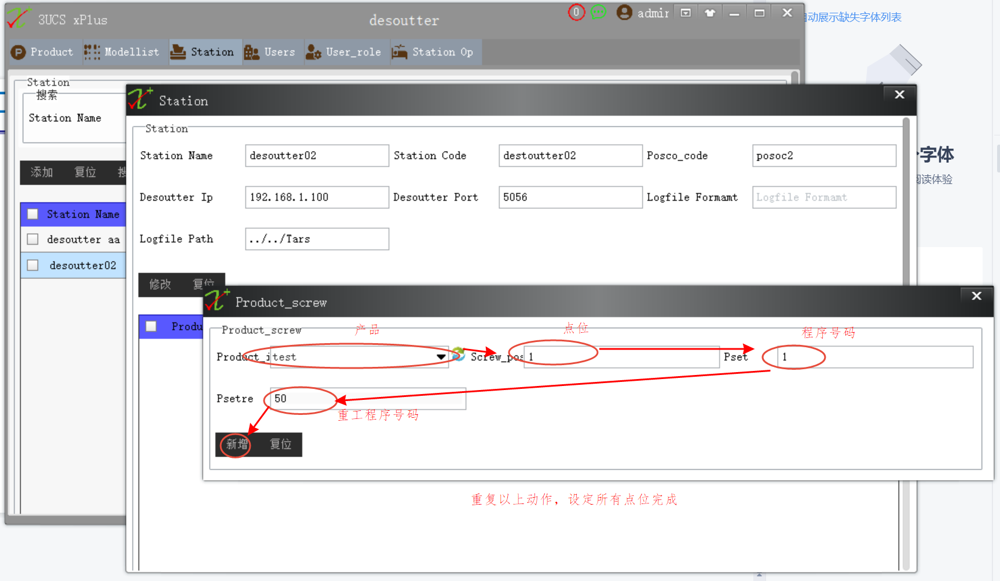 3UCS xPlus
desoutter
0
admir
自动展示缺失字体列表
Product
Modellist
Station
Users
User_role
Station Op
Station
搜索
Station Name
添加
复位
Station Name
desoutter aa
desoutter02
字体
阅读体验
Station
Station
Station Name
desoutter02
Station Code
destoutter02
Posco_code
posoc2
Desoutter Ip
192.168.1.100
Desoutter Port
5056
Logfile Formamt
Logfile Formamt
Logfile Path
../../Tars
修改
复位
Produ
Product_screw
Product_screw
产品
点位
程序号码
Product_i
test
Screw_pos
1
Pset
1
Psetre
50
重工程序号码
新增
复位
重复以上动作，设定所有点位完成